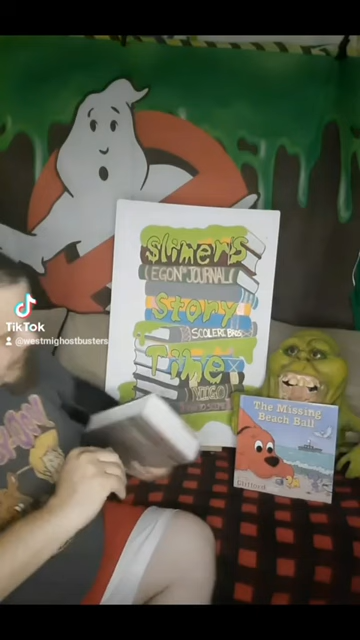 Slimer's
EGON'S JOURNAL
Story
SCOLERI BROS
Time
The Missing
Beach Ball
Clifford
TikTok
@westmighostbusters